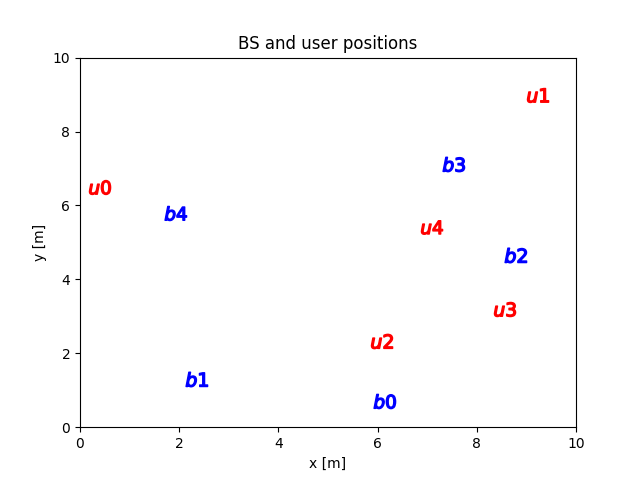 BS and user positions
10
8
6
4
2
0
y [m]
u1
b3
u0
b4
u4
b2
u3
u2
b1
b0
0 2 4 6 8 10
x [m]